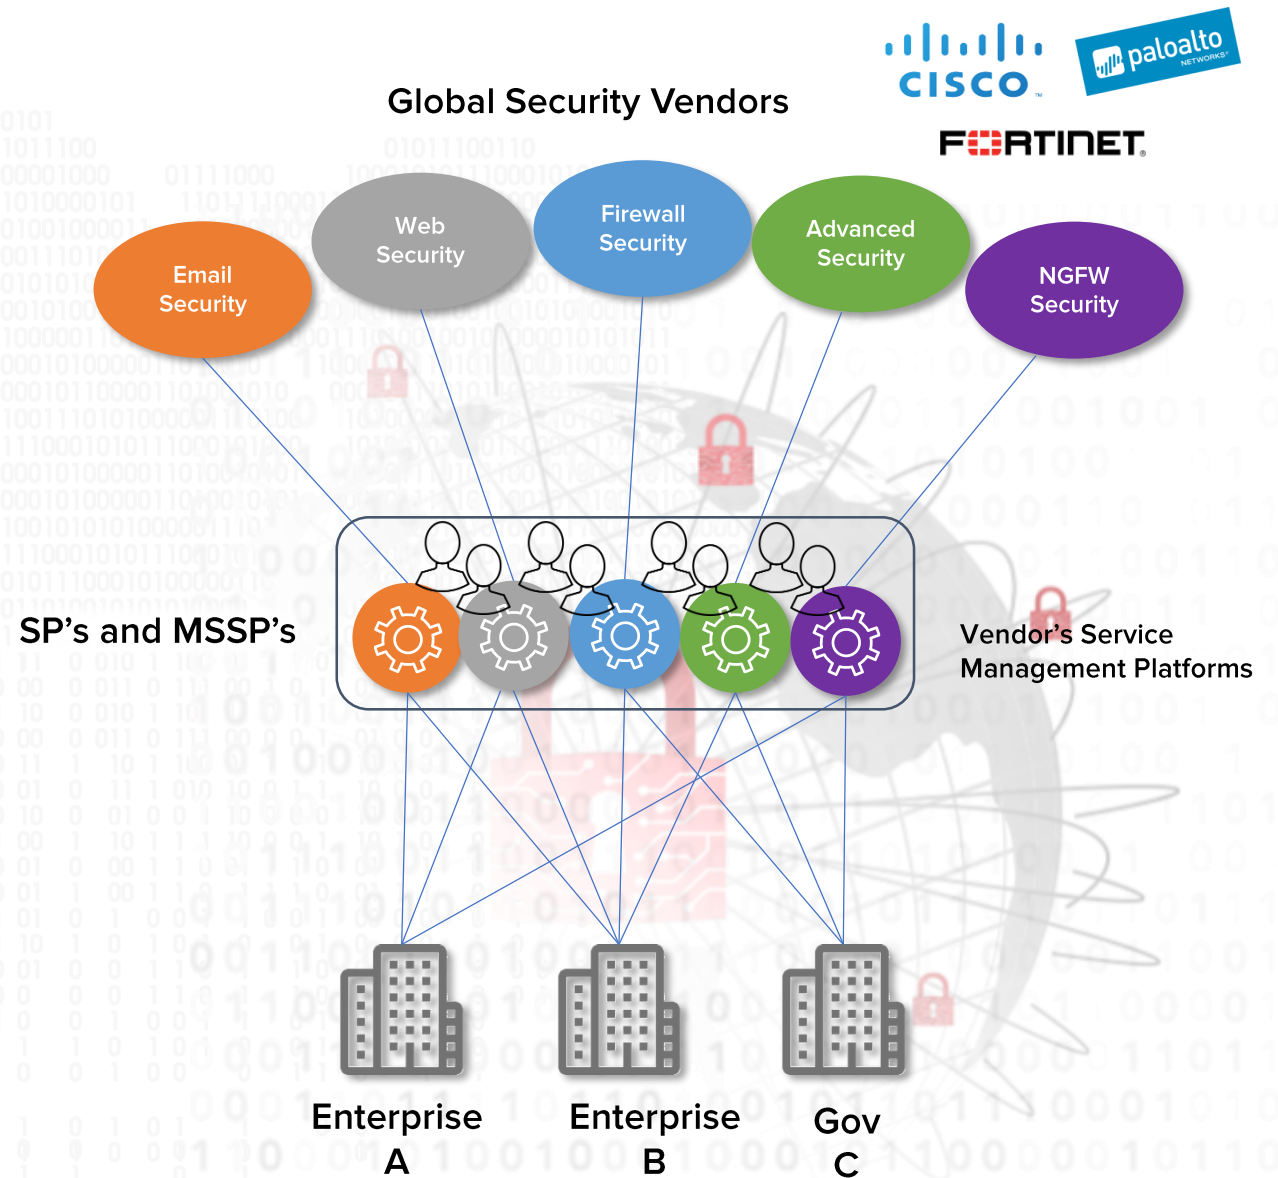 CISCO™
paloalto
NETWORKS®
Global Security Vendors
FORTINET®
Email
Security
Web
Security
Firewall
Security
Advanced
Security
NGFW
Security
SP’s and MSSP’s
Vendor’s Service
Management Platforms
Enterprise
A
Enterprise
B
Gov
C